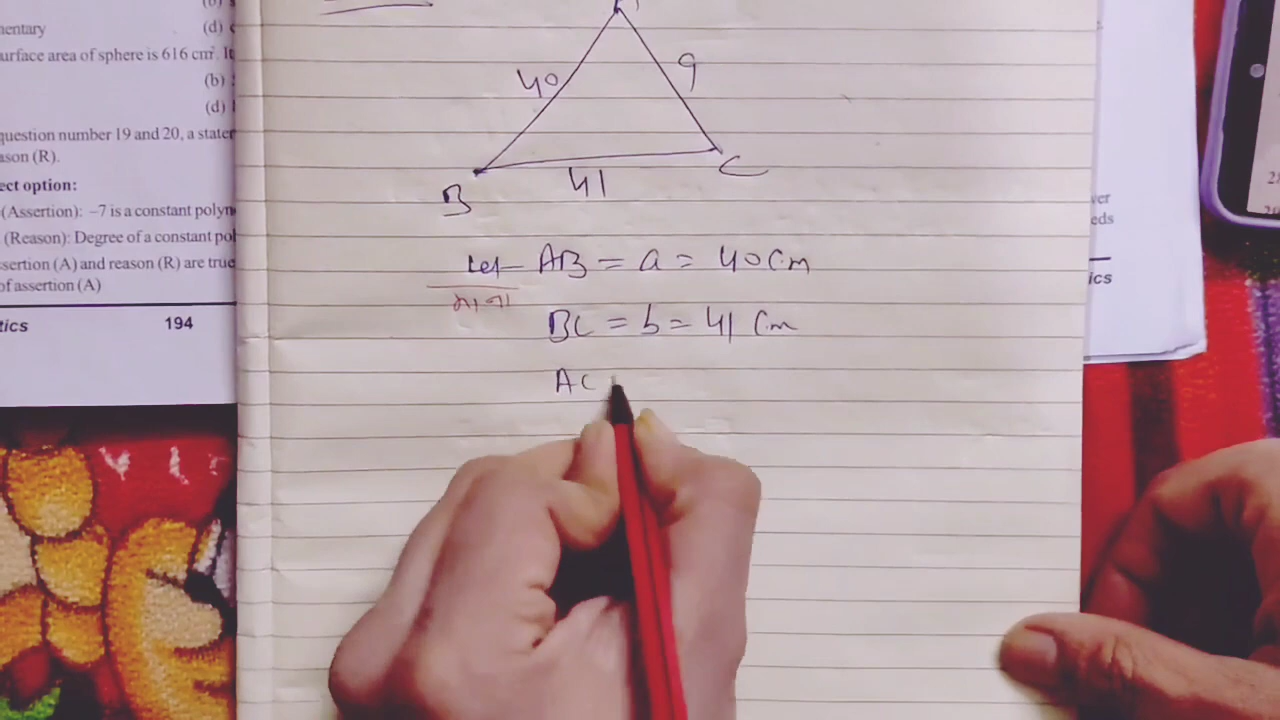 mentary
(d)
urface area of sphere is 616 cm². It
(b)
(d)
question number 19 and 20, a stater
ason (R).
ect option:
(Assertion): –7 is a constant polyn
(Reason): Degree of a constant pol
ssertion (A) and reason (R) are true
of assertion (A)
tics 194
40 9
B 41 C
Let AB = a = 40 cm
माना
BC = b = 41 cm
AC
ver
eds
ics